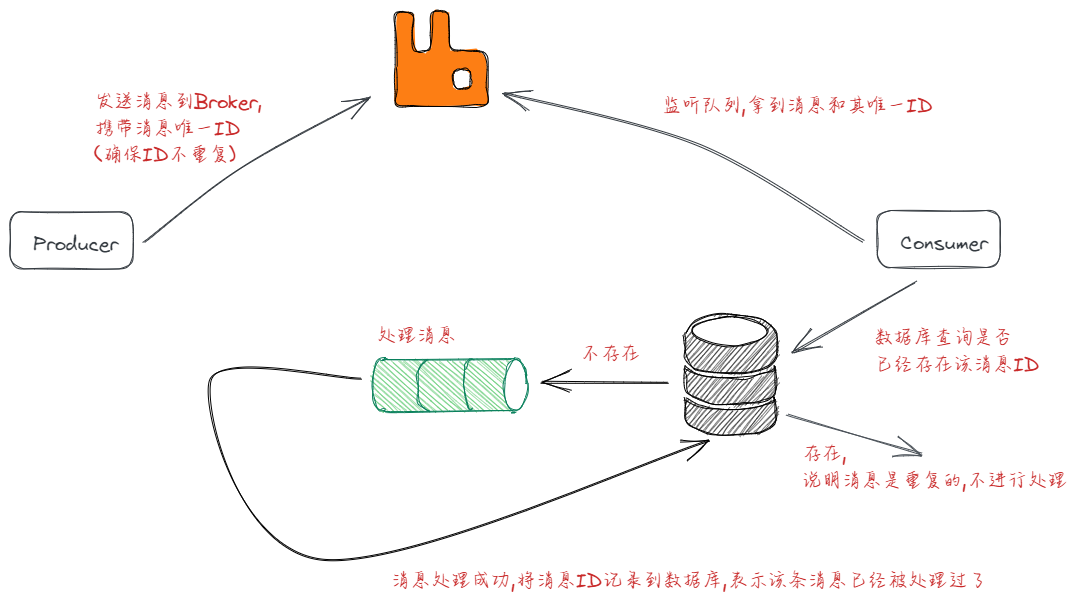 发送消息到Broker,
携带消息唯一ID
(确保ID不重复)
监听队列,拿到消息和其唯一ID
Producer
Consumer
处理消息
不存在
数据库查询是否
已经存在该消息ID
存在,
说明消息是重复的,不进行处理
消息处理成功,将消息ID记录到数据库,表示该条消息已经被处理过了